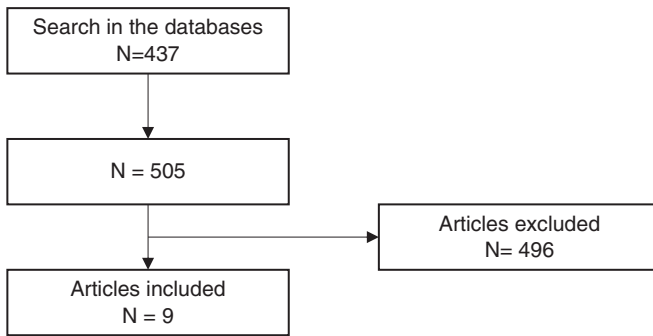 Search in the databases
N=437
N = 505
Articles excluded
N= 496
Articles included
N = 9